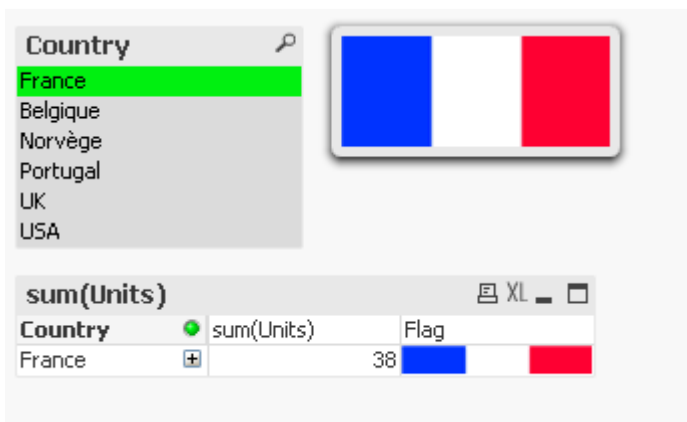 Country
France
Belgique
Norvège
Portugal
UK
USA
sum(Units)
XL
Country sum(Units) Flag
France 38